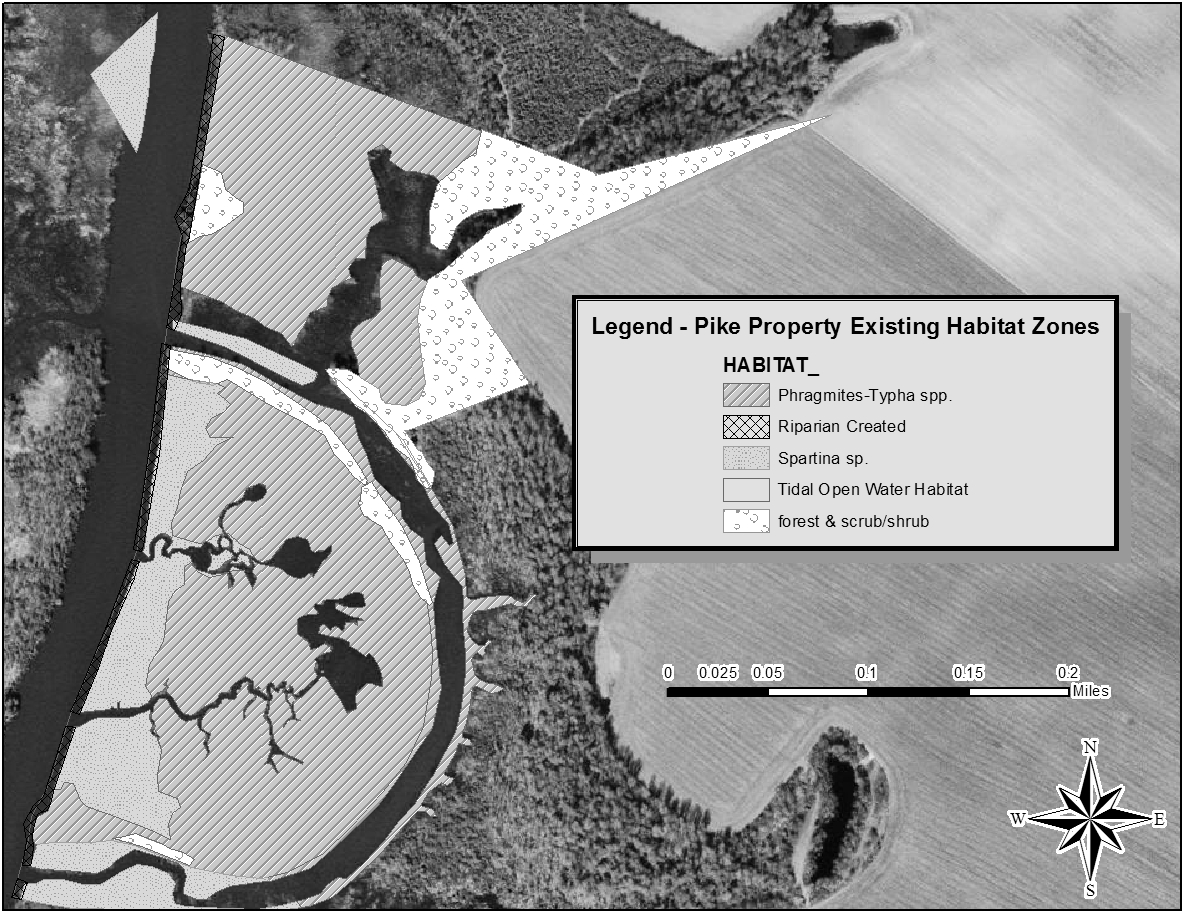 Legend - Pike Property Existing Habitat Zones
HABITAT_
Phragmites-Typha spp.
Riparian Created
Spartina sp.
Tidal Open Water Habitat
forest & scrub/shrub
0 0.025 0.05 0.1 0.15 0.2
Miles
N
W E
S